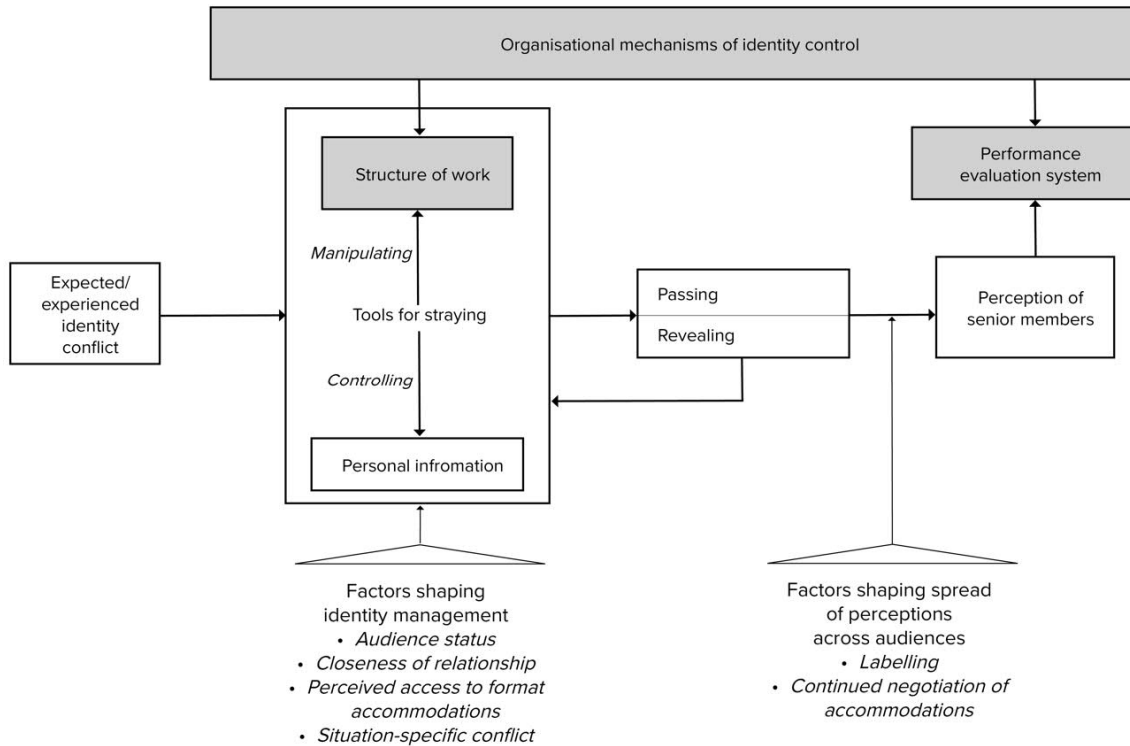 Organisational mechanisms of identity control
Structure of work
Performance
evaluation system
Manipulating
Expected/
experienced
identity
conflict
Tools for straying
Passing
Revealing
Perception of
senior members
Controlling
Personal infromation
Factors shaping
identity management
• Audience status
• Closeness of relationship
• Perceived access to format
accommodations
• Situation-specific conflict
Factors shaping spread
of perceptions
across audiences
• Labelling
• Continued negotiation of
accommodations